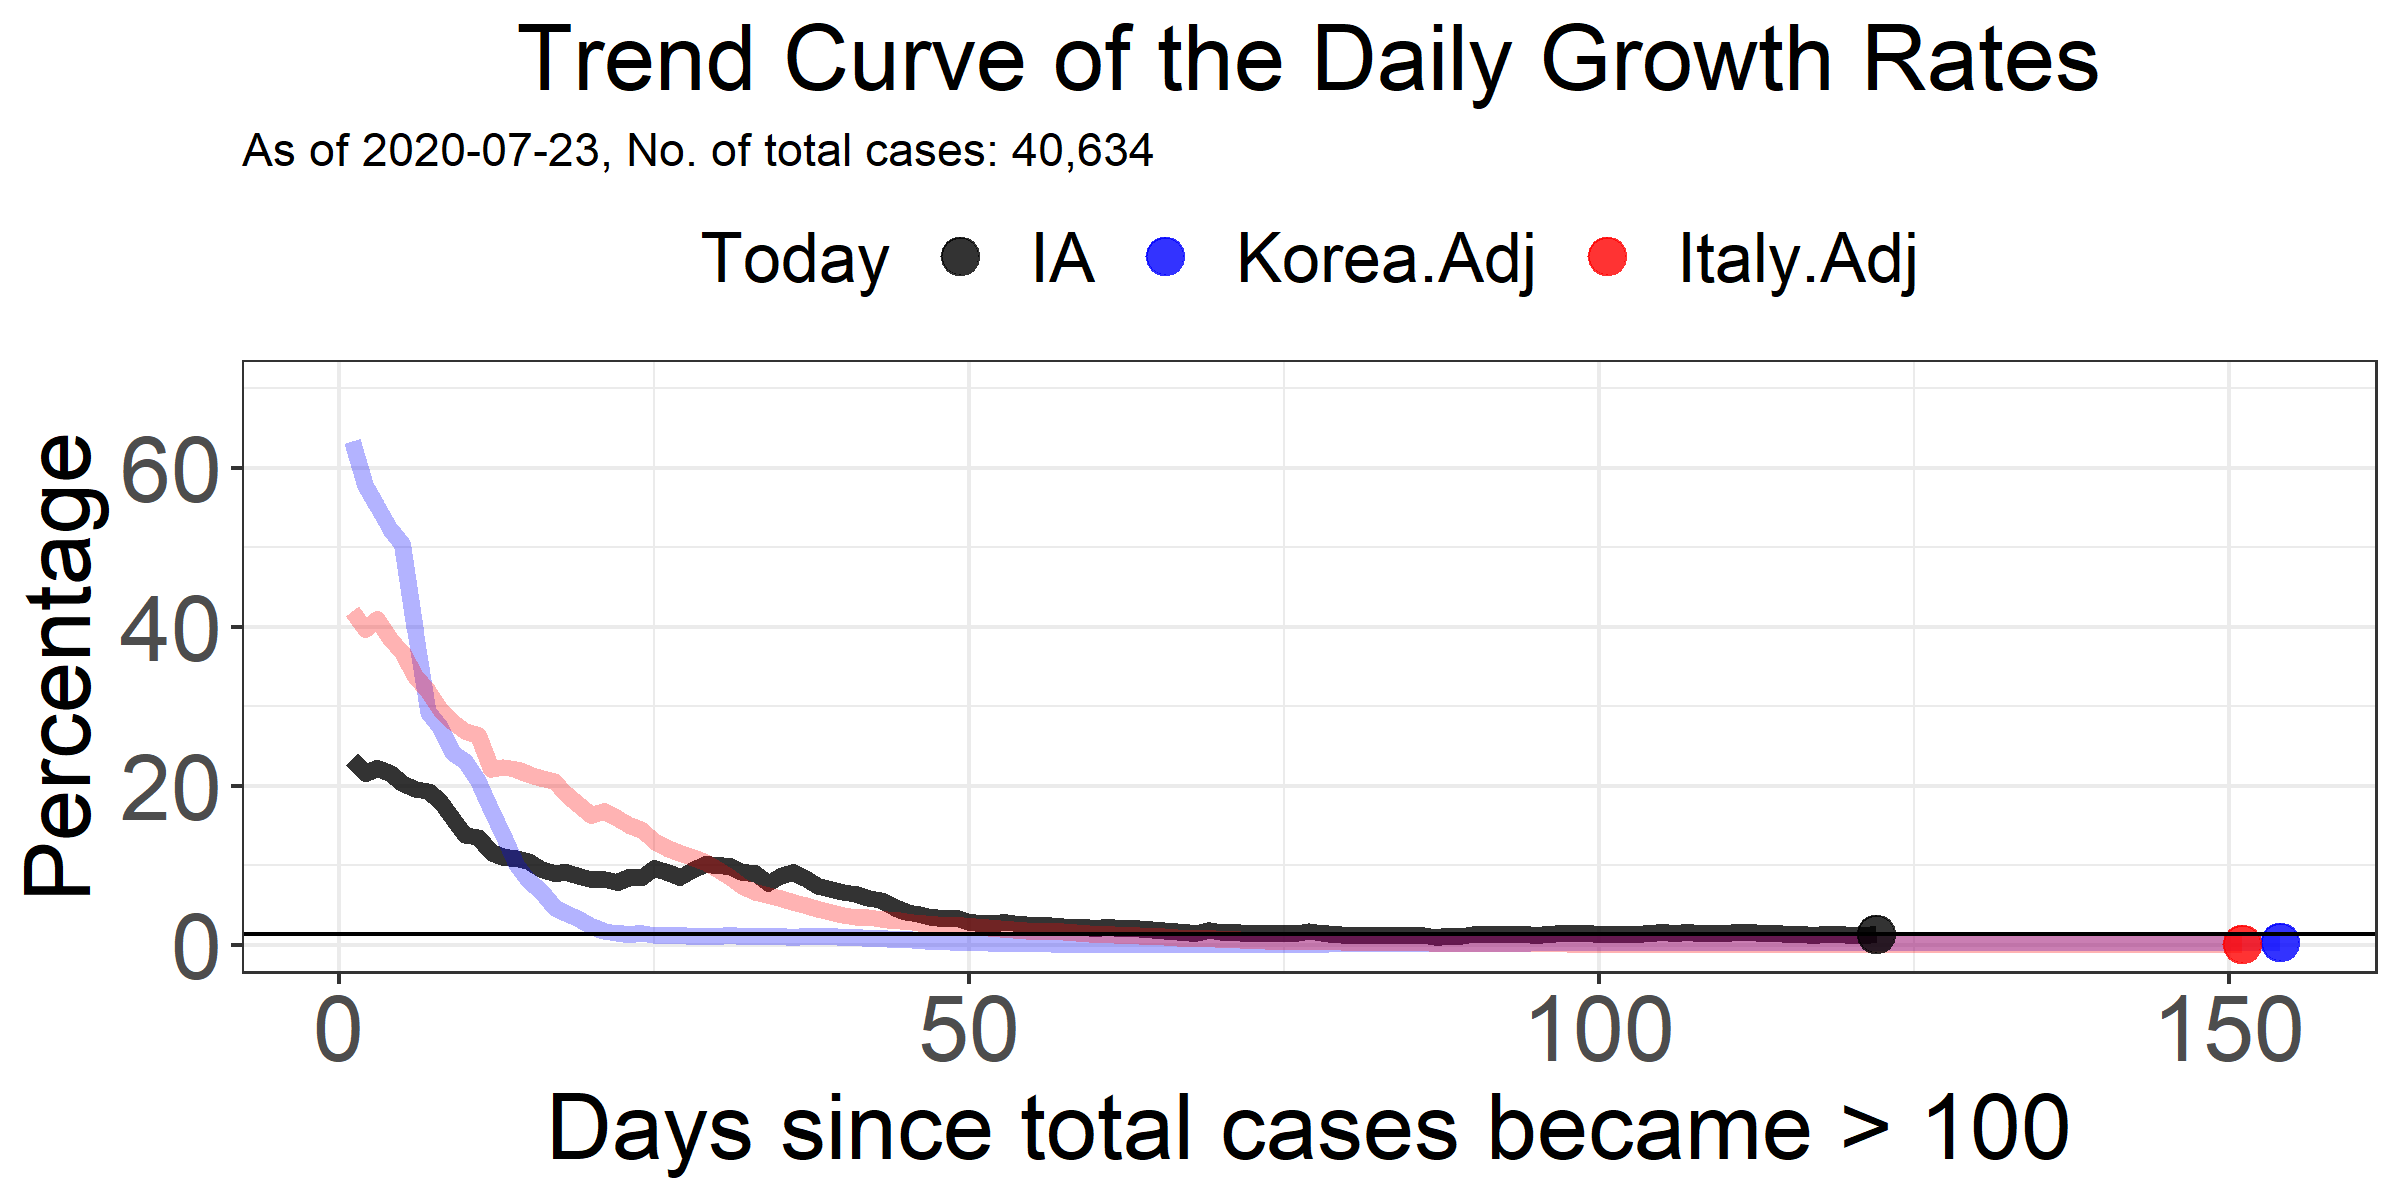 Trend Curve of the Daily Growth Rates
As of 2020-07-23, No. of total cases: 40,634
Today IA Korea.Adj Italy.Adj
Percentage
60
40
20
0
0 50 100 150
Days since total cases became > 100